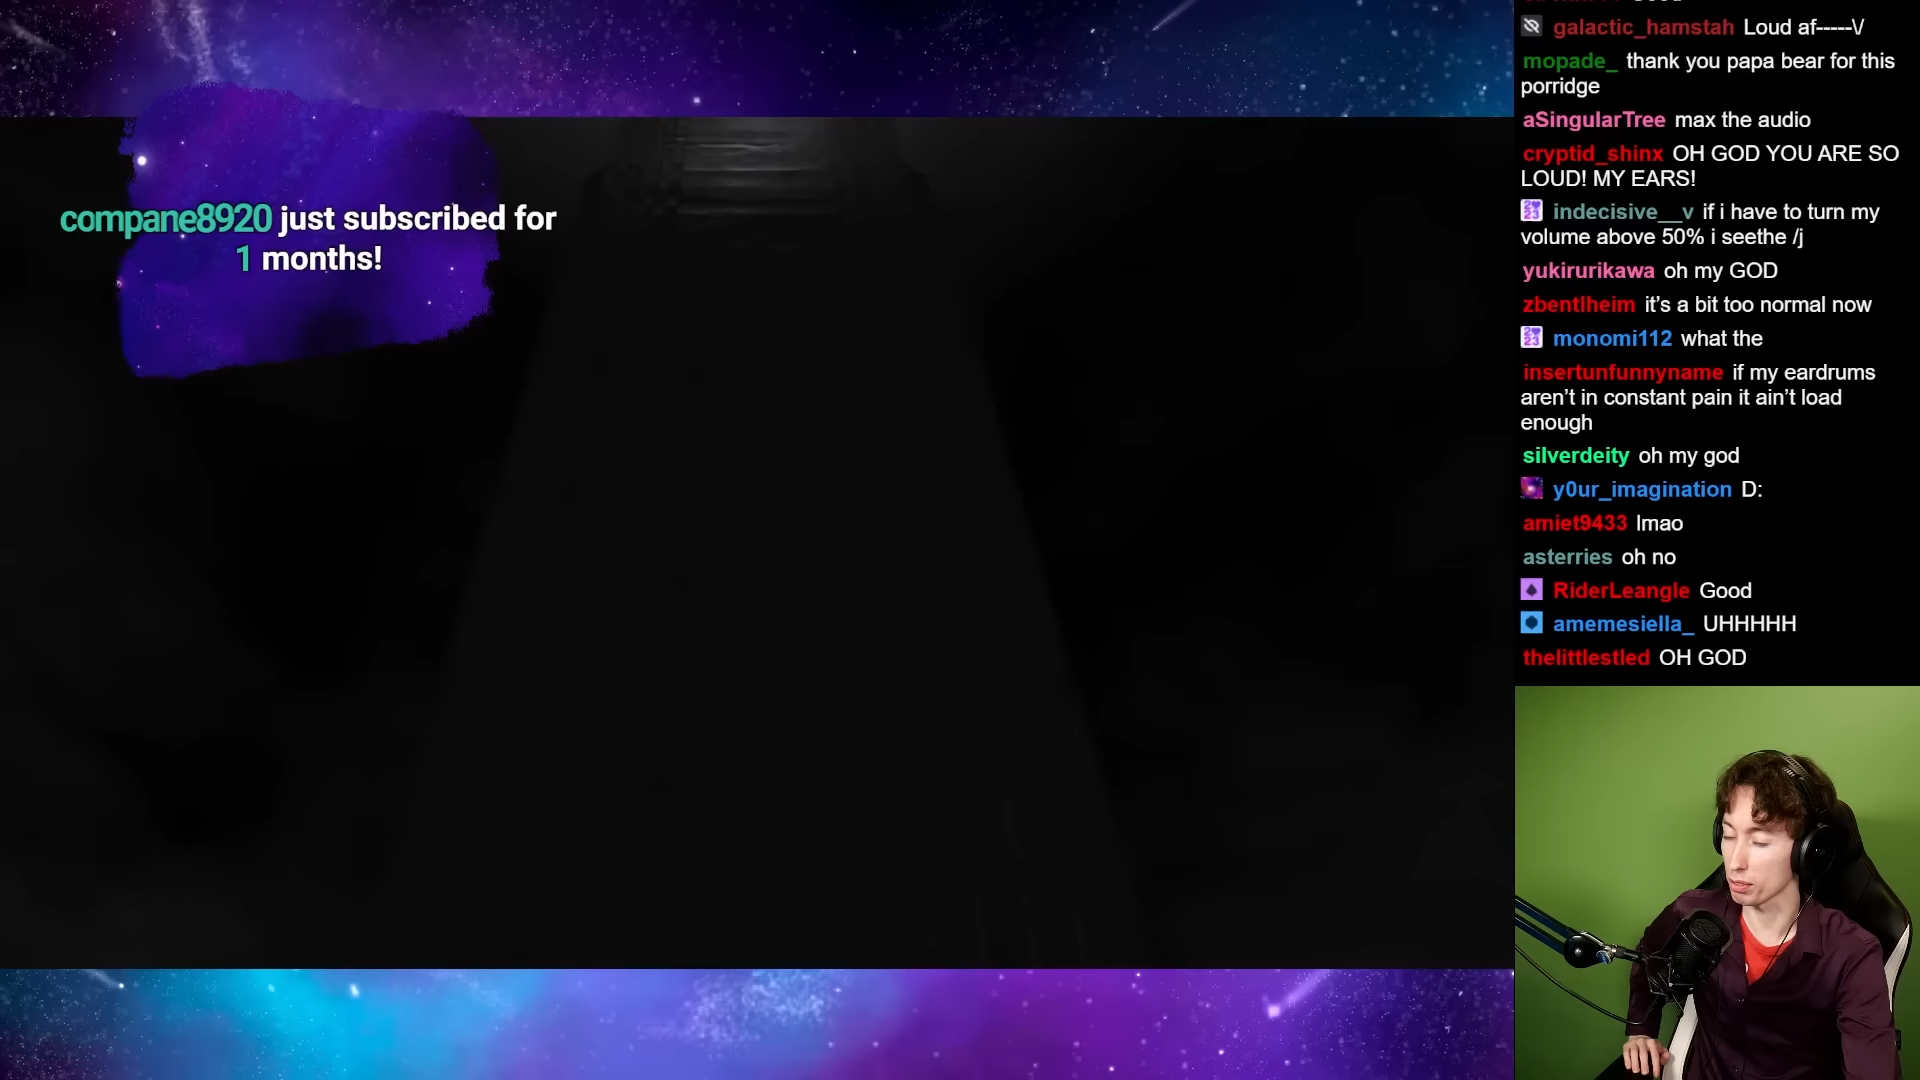 compane8920 just subscribed for
1 months!
galactic_hamstah Loud af-----\/
mopade_ thank you papa bear for this
porridge
aSingularTree max the audio
cryptid_shinx OH GOD YOU ARE SO
LOUD! MY EARS!
indecisive__v if i have to turn my
volume above 50% i seethe /j
yukirurikawa oh my GOD
zbentlheim it's a bit too normal now
monomi112 what the
insertunfunnyname if my eardrums
aren't in constant pain it ain't load
enough
silverdeity oh my god
y0ur_imagination D:
amiet9433 lmao
asterries oh no
RiderLeangle Good
amemesiella_ UHHHHH
thelittlestled OH GOD